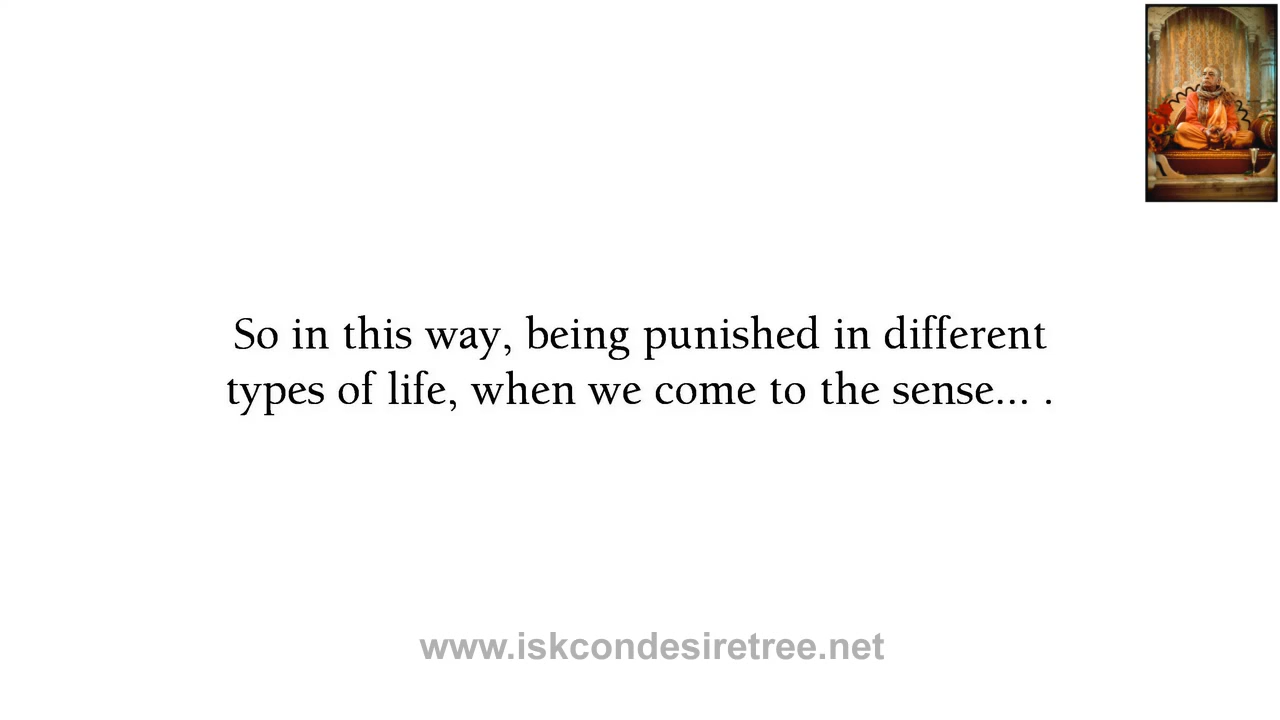 So in this way, being punished in different
types of life, when we come to the sense... .
www.iskcondesiretree.net